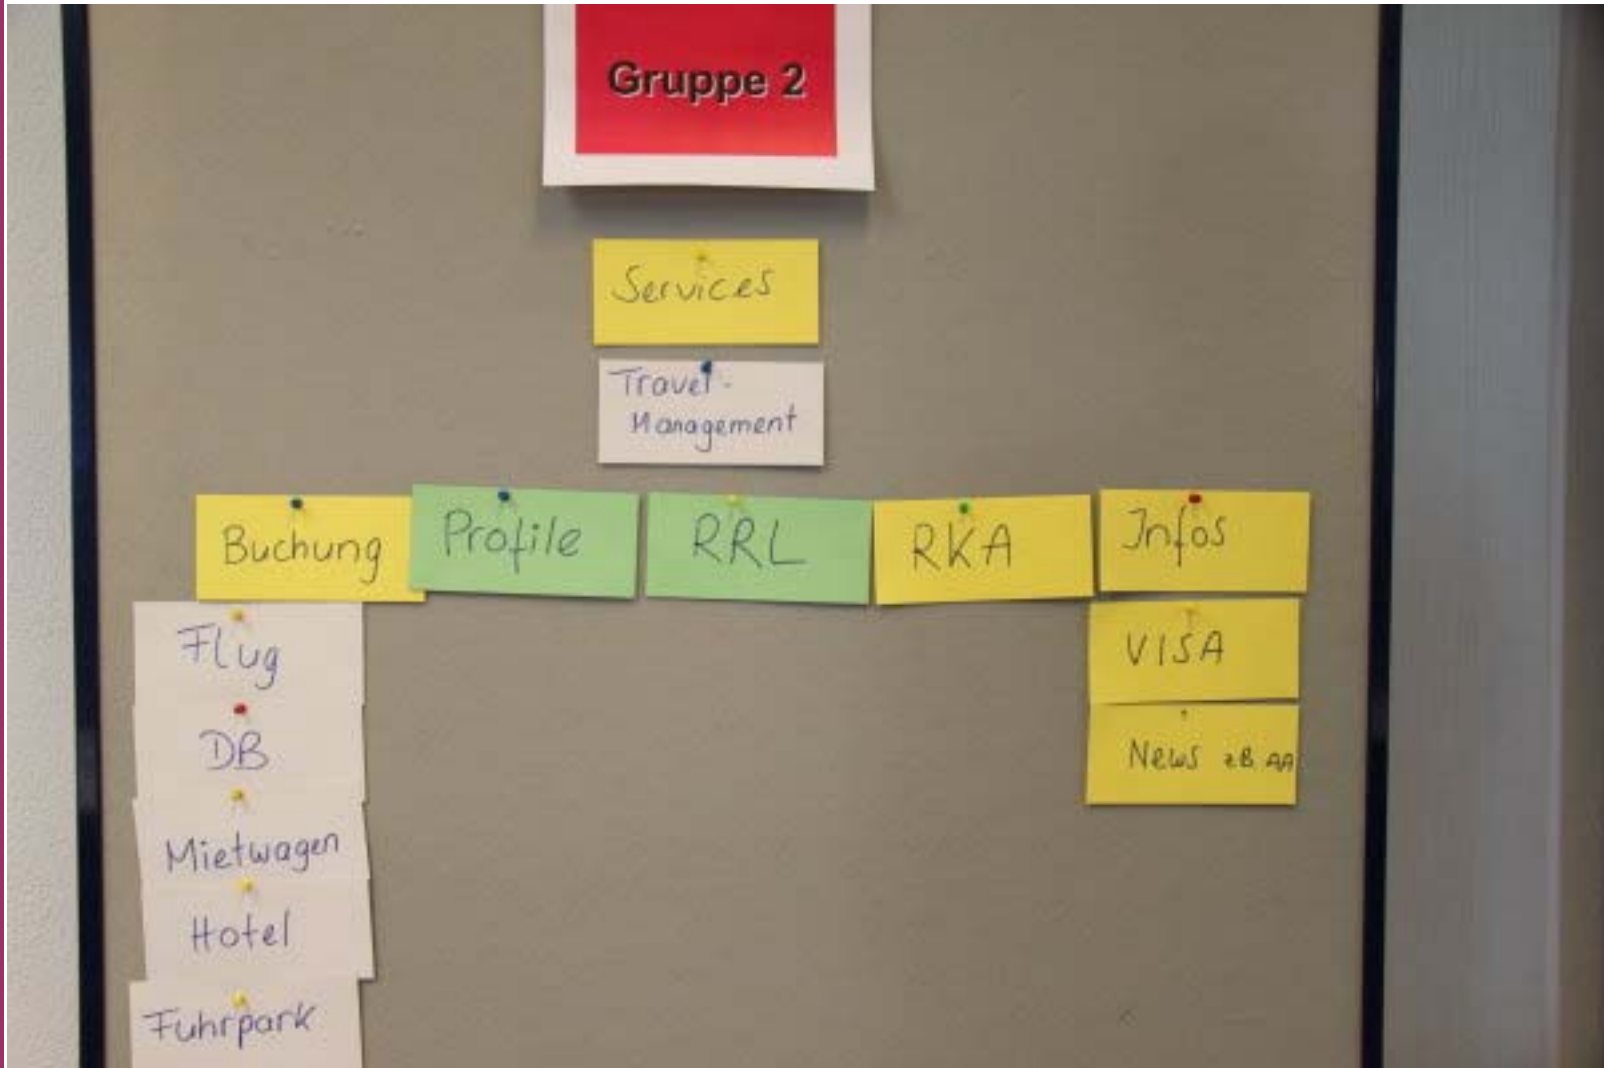 Gruppe 2
Services
Travel-
Management
Buchung
Profile
RRL
RKA
Infos
Flug
DB
Mietwagen
Hotel
Fuhrpark
VISA
News zB AA